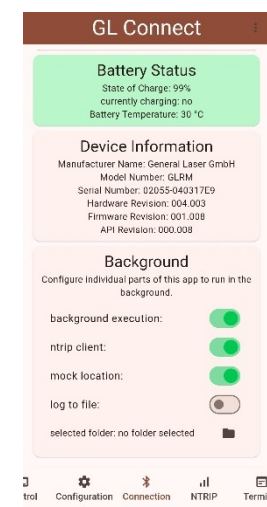 GL Connect
Battery Status
State of Charge: 99%
currently charging: no
Battery Temperature: 30 °C
Device Information
Manufacturer Name: General Laser GmbH
Model Number: GLRM
Serial Number: 02055-040317E9
Hardware Revision: 004.003
Firmware Revision: 001.008
API Revision: 000.008
Background
Configure individual parts of this app to run in the
background.
background execution:
ntrip client:
mock location:
log to file:
selected folder: no folder selected
trol Configuration Connection NTRIP Termi